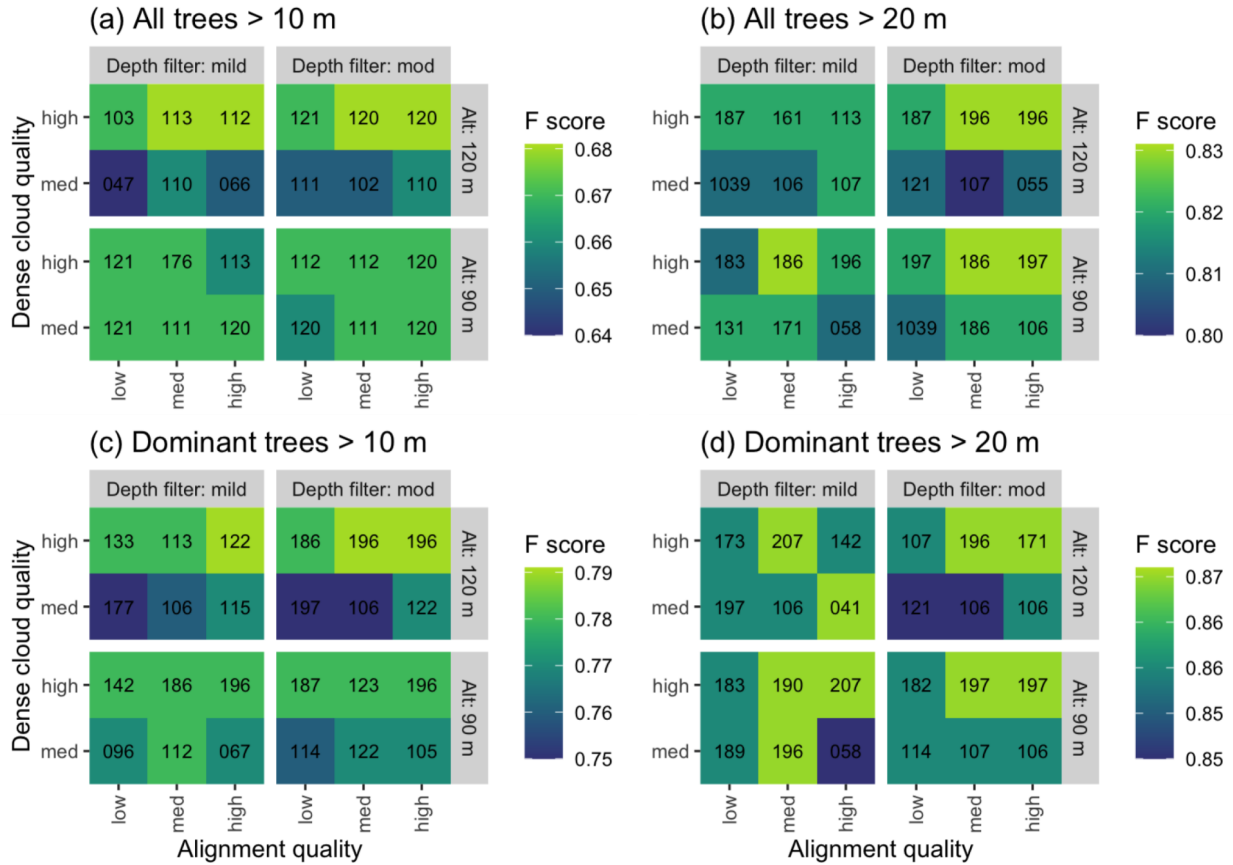 (a) All trees > 10 m
Depth filter: mild Depth filter: mod
high 103 113 112 121 120 120
med 047 110 066 111 102 110
Alt: 120 m
high 121 176 113 112 112 120
med 121 111 120 120 111 120
Alt: 90 m
low med high low med high
Dense cloud quality
F score
0.68
0.67
0.66
0.65
0.64
(b) All trees > 20 m
Depth filter: mild Depth filter: mod
high 187 161 113 187 196 196
med 1039 106 107 121 107 055
Alt: 120 m
high 183 186 196 197 186 197
med 131 171 058 1039 186 106
Alt: 90 m
low med high low med high
F score
0.83
0.82
0.81
0.80
(c) Dominant trees > 10 m
Depth filter: mild Depth filter: mod
high 133 113 122 186 196 196
med 177 106 115 197 106 122
Alt: 120 m
high 142 186 196 187 123 196
med 096 112 067 114 122 105
Alt: 90 m
low med high low med high
Dense cloud quality
Alignment quality
F score
0.79
0.78
0.77
0.76
0.75
(d) Dominant trees > 20 m
Depth filter: mild Depth filter: mod
high 173 207 142 107 196 171
med 197 106 041 121 106 106
Alt: 120 m
high 183 190 207 182 197 197
med 189 196 058 114 107 106
Alt: 90 m
low med high low med high
Alignment quality
F score
0.87
0.86
0.86
0.85
0.85